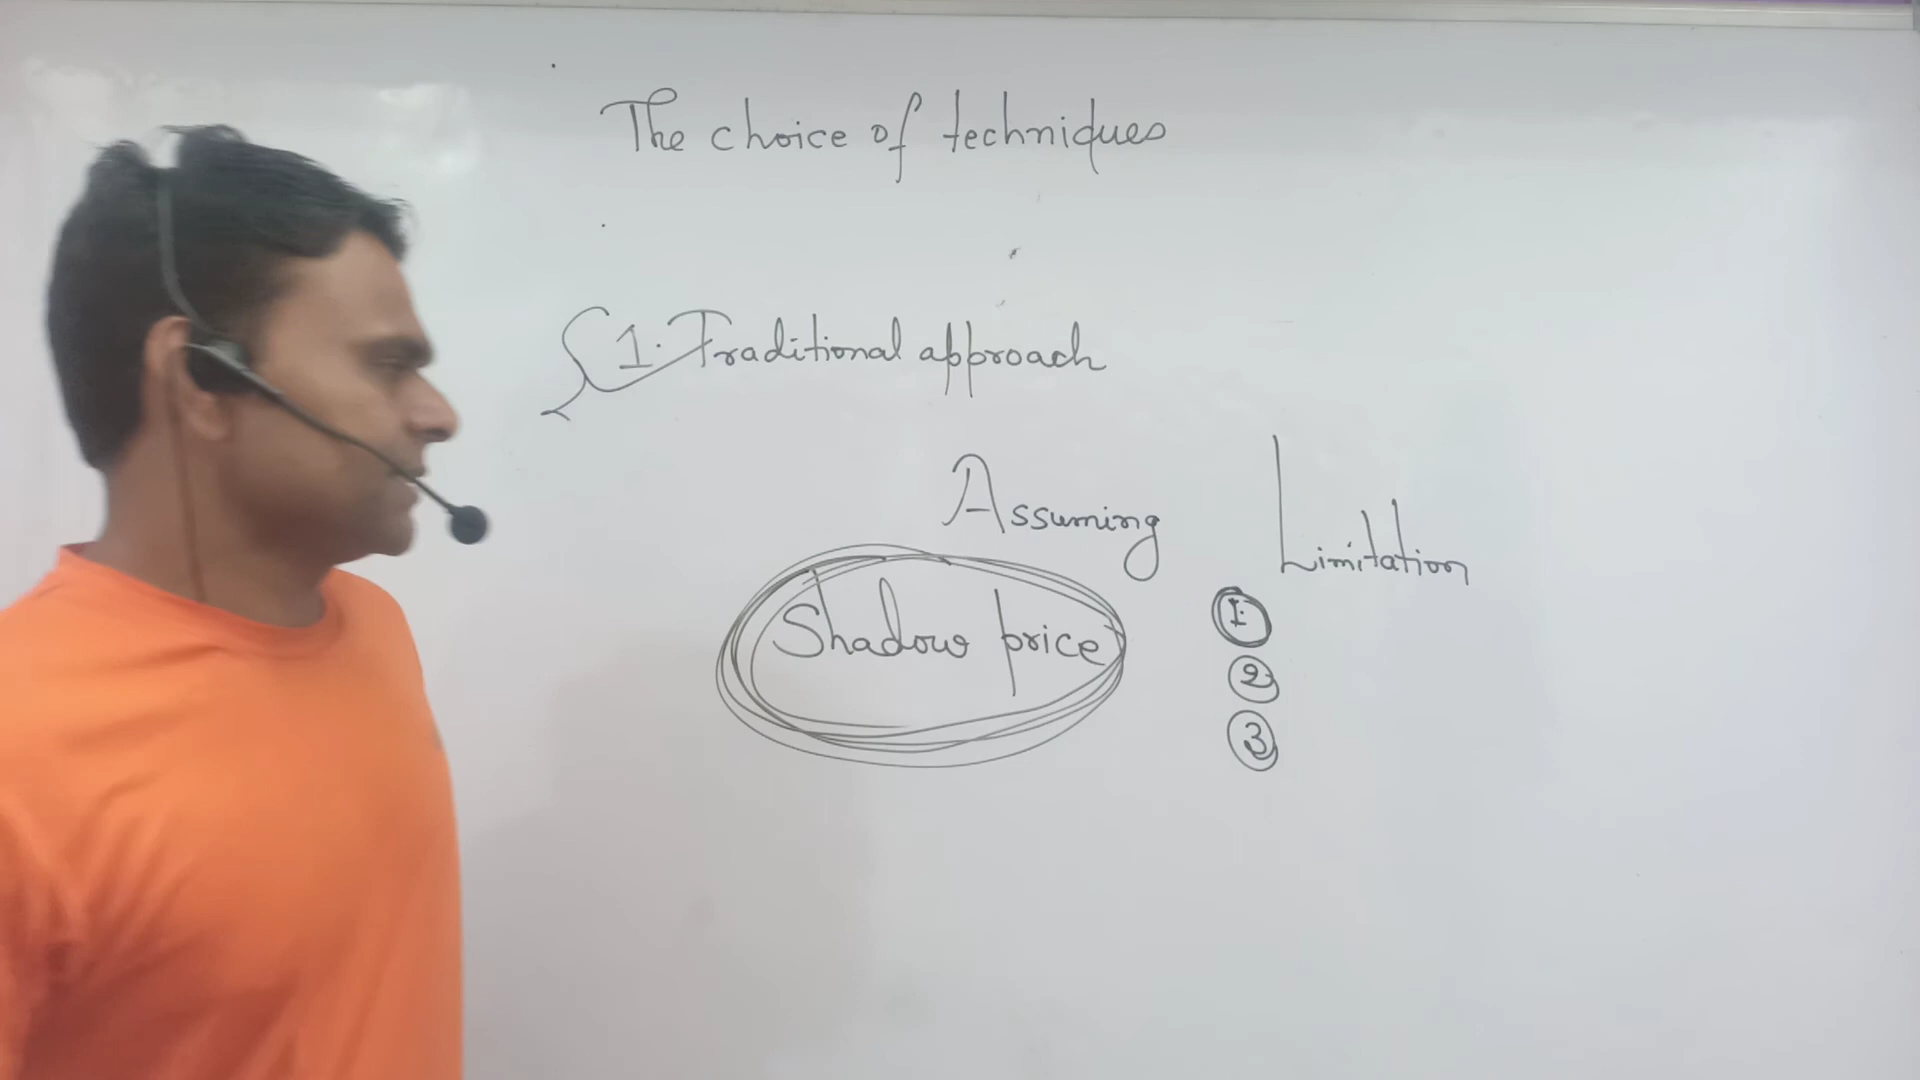 The choice of techniques
1. Traditional approach
Assuming
Limitation
Shadow price
1.
2
3